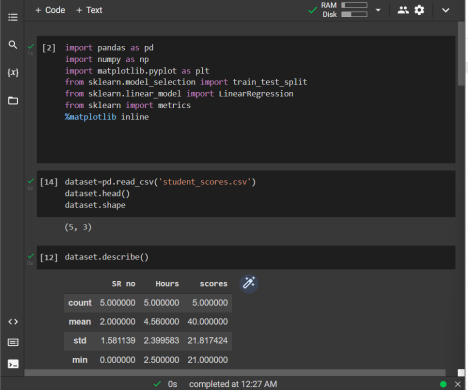 + Code + Text
RAM
Disk
[2] import pandas as pd
import numpy as np
import matplotlib.pyplot as plt
from sklearn.model_selection import train_test_split
from sklearn.linear_model import LinearRegression
from sklearn import metrics
%matplotlib inline
[14] dataset=pd.read_csv('student_scores.csv')
dataset.head()
dataset.shape
(5, 3)
[12] dataset.describe()
SR no Hours scores
count 5.000000 5.000000 5.000000
mean 2.000000 4.560000 40.000000
std 1.581139 2.399583 21.817424
min 0.000000 2.500000 21.000000
0s completed at 12:27 AM